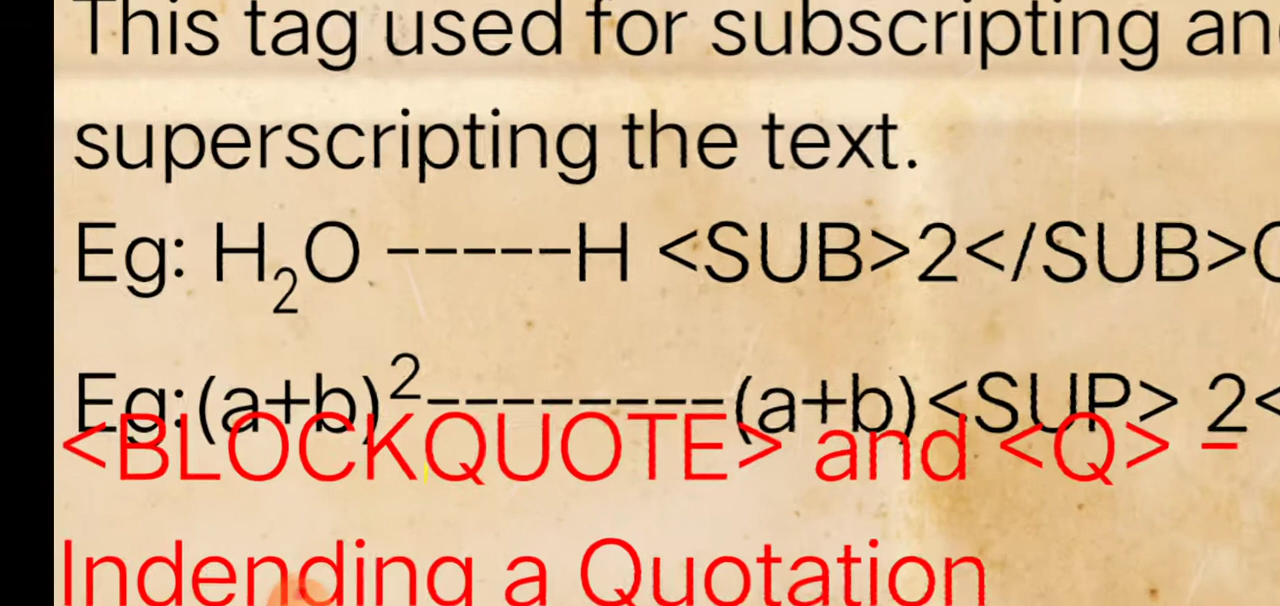 This tag used for subscripting an
superscripting the text.
Eg: H₂O -----H <SUB>2</SUB>
Eg:(a+b)²---------(a+b)<SUP> 2<
<BLOCKQUOTE> and <Q> –
Indending a Quotation